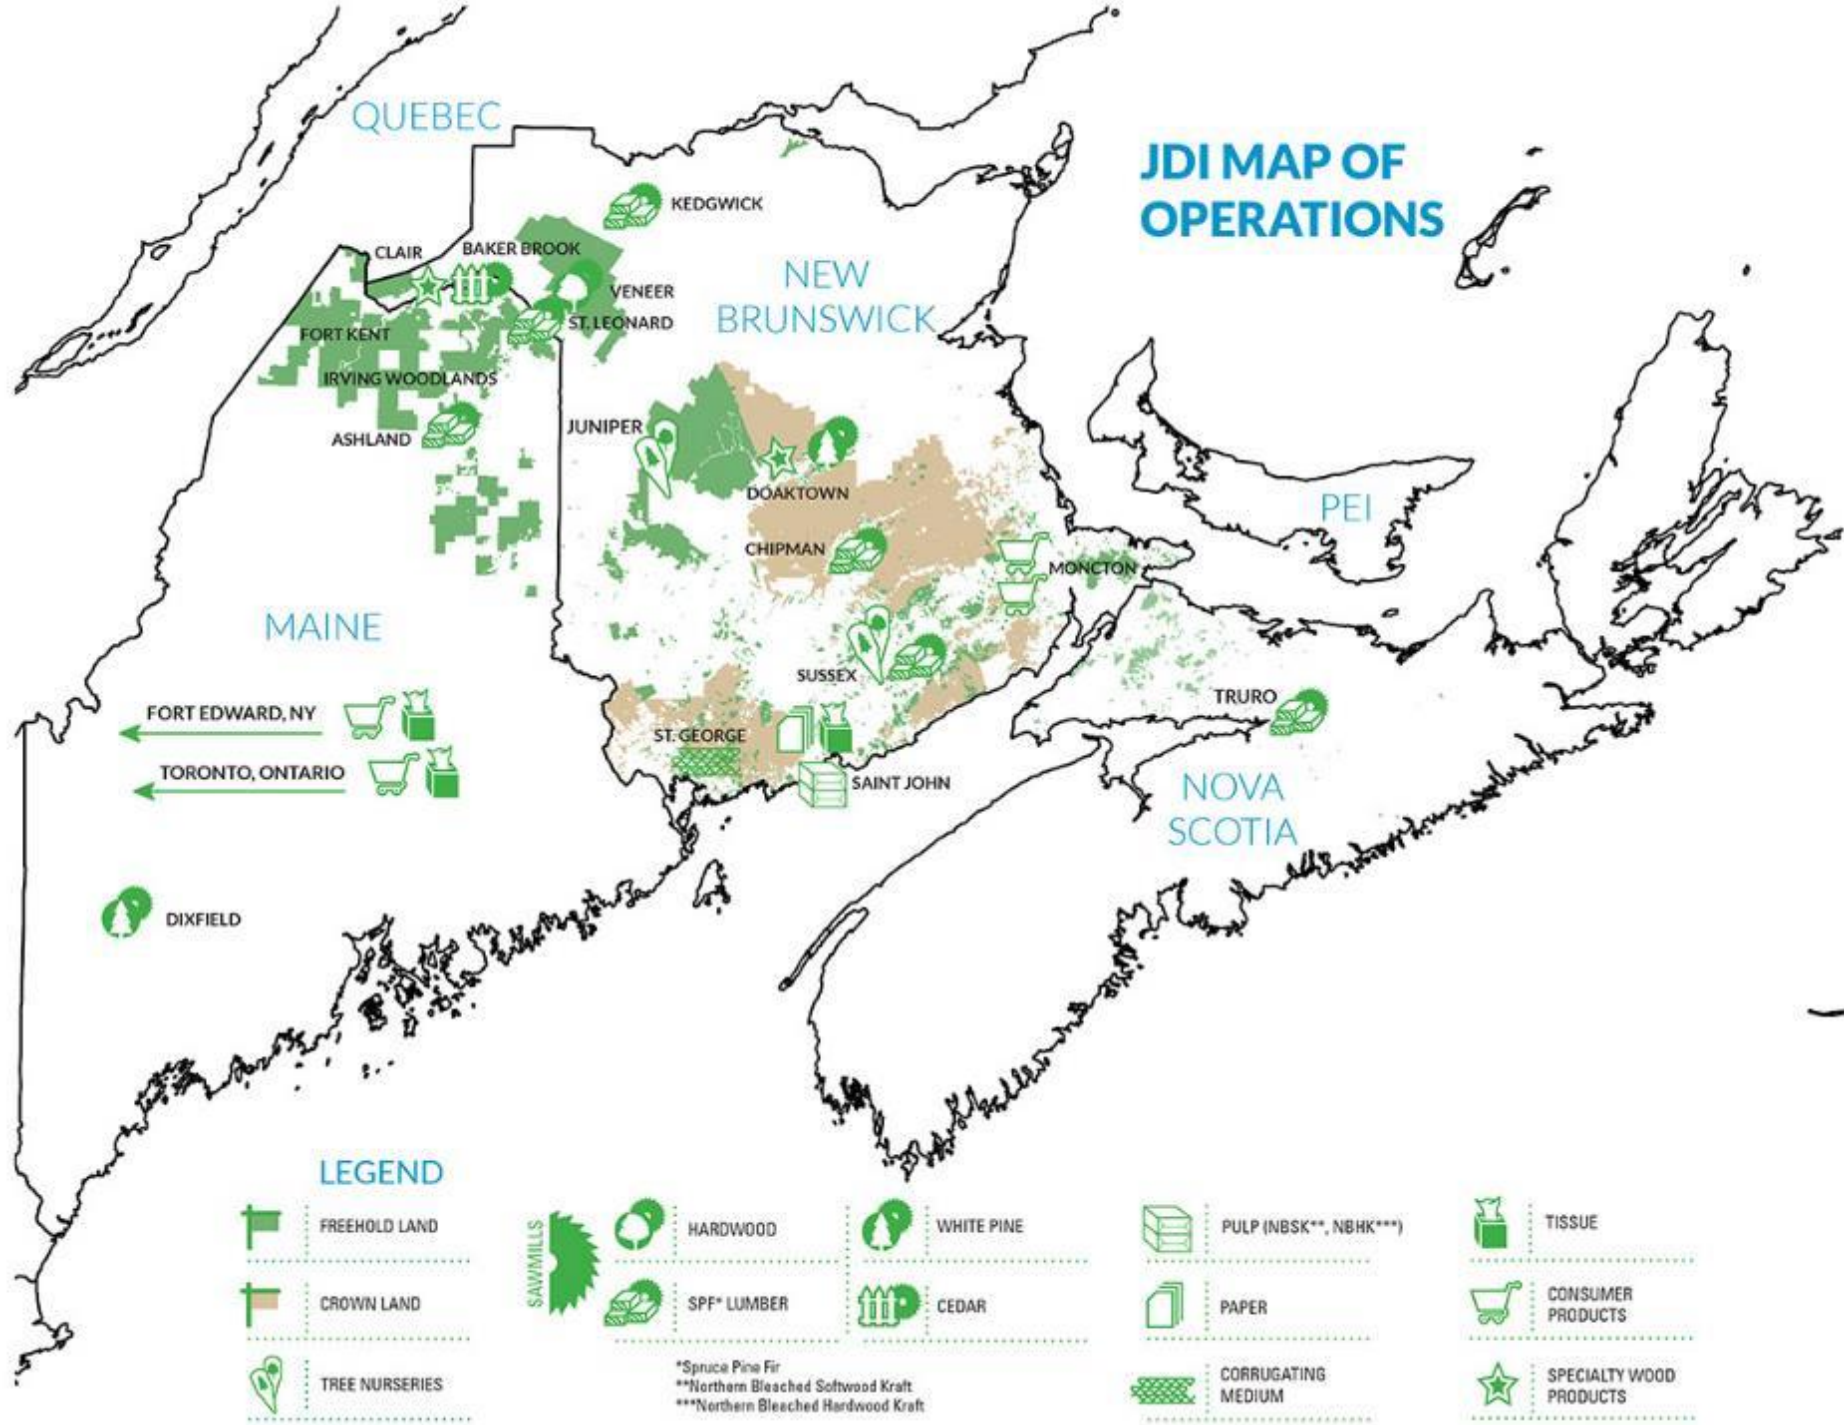 QUEBEC
JDI MAP OF
OPERATIONS
KEDGWICK
CLAIR
BAKER BROOK
NEW
BRUNSWICK
VENEER
ST. LEONARD
FORT KENT
IRVING WOODLANDS
JUNIPER
ASHLAND
DOAKTOWN
PEI
CHIPMAN
MONCTON
MAINE
SUSSEX
TRURO
FORT EDWARD, NY
ST. GEORGE
TORONTO, ONTARIO
SAINT JOHN
NOVA
SCOTIA
DIXFIELD
LEGEND
FREEHOLD LAND
CROWN LAND
TREE NURSERIES
SAWMILLS
HARDWOOD
SPF* LUMBER
WHITE PINE
CEDAR
*Spruce Pine Fir
**Northern Bleached Softwood Kraft
***Northern Bleached Hardwood Kraft
PULP (NBSK**, NBHK***)
PAPER
CORRUGATING
MEDIUM
TISSUE
CONSUMER
PRODUCTS
SPECIALTY WOOD
PRODUCTS